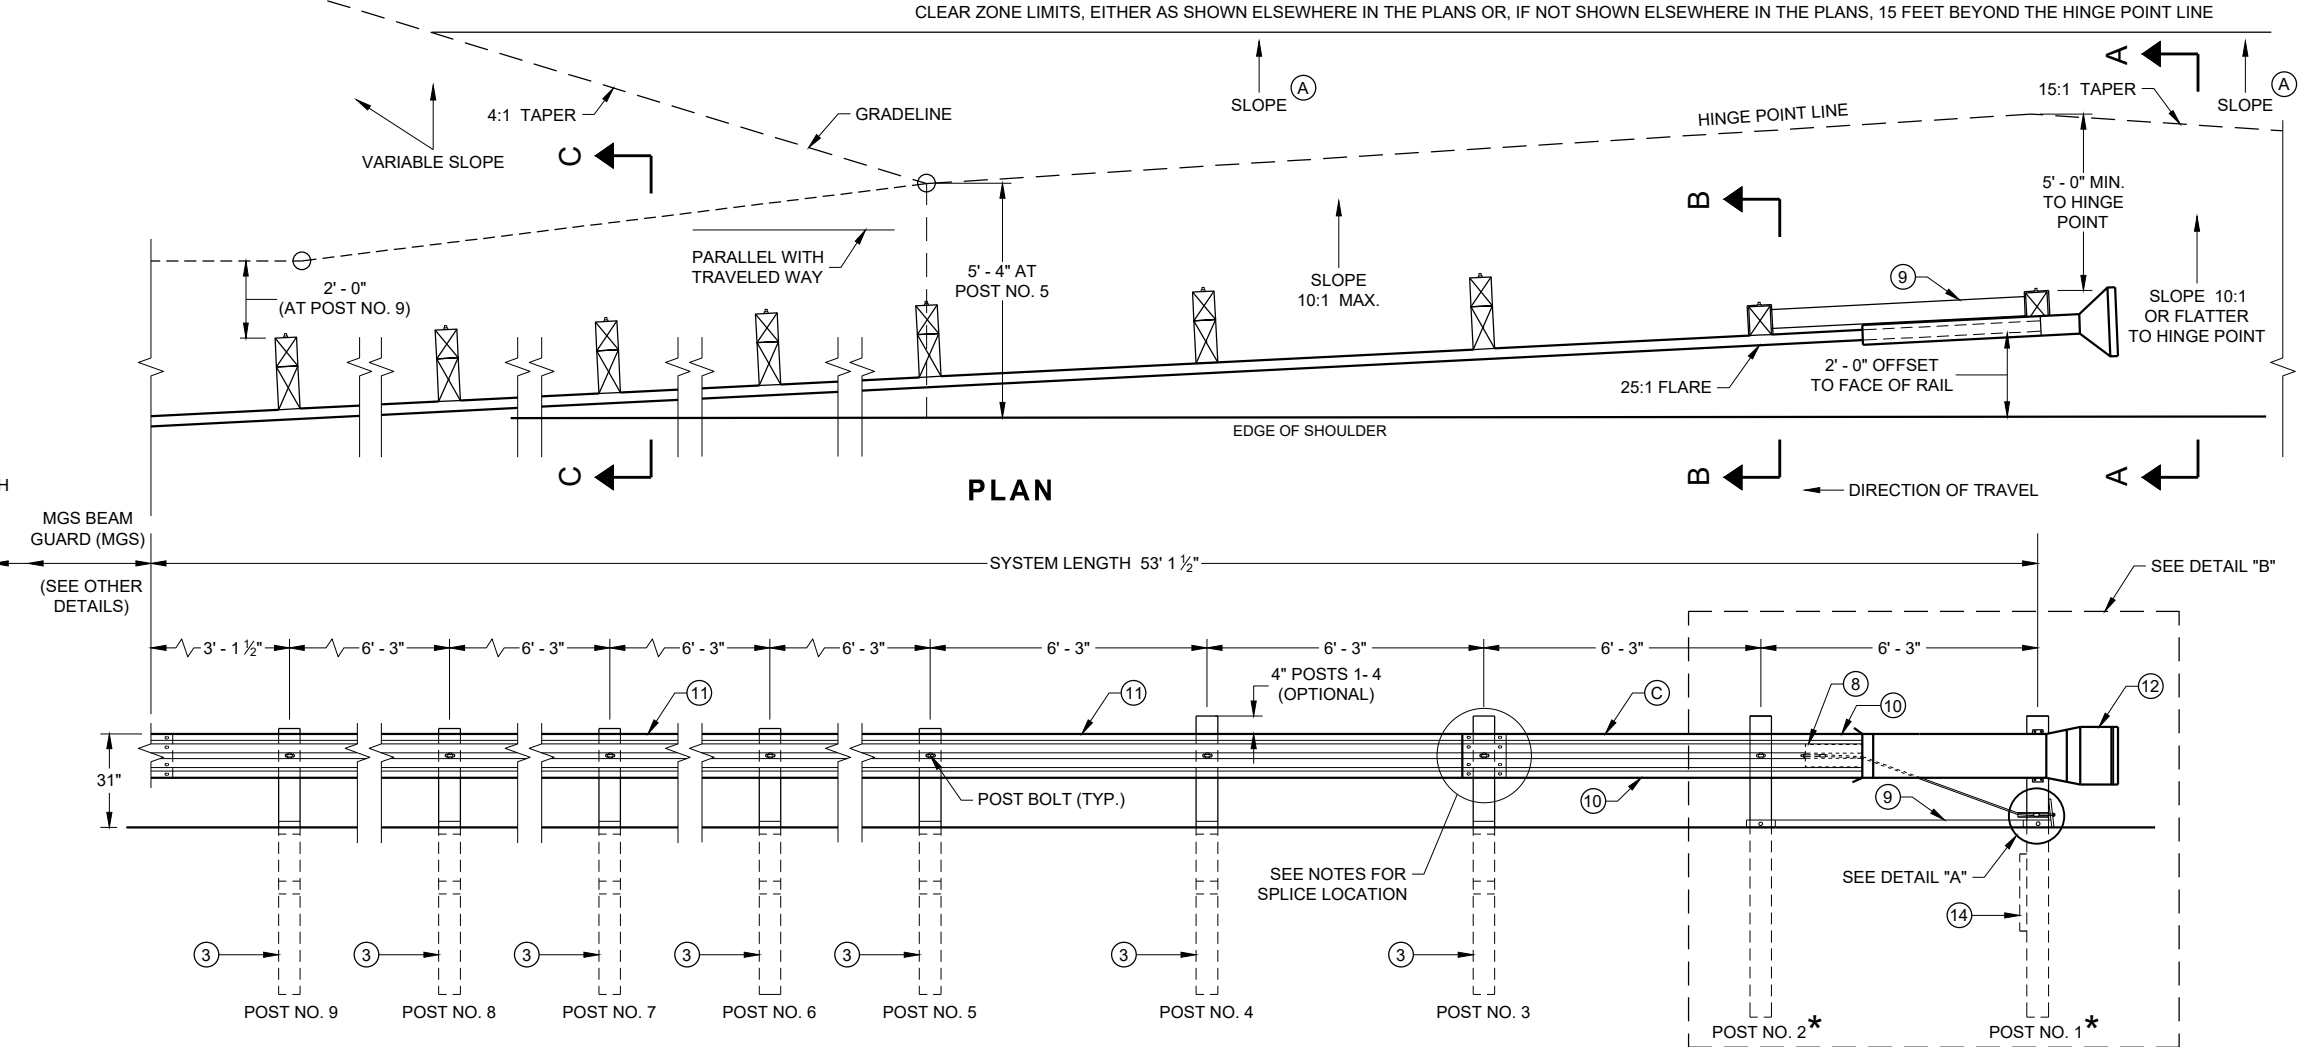 CLEAR ZONE LIMITS, EITHER AS SHOWN ELSEWHERE IN THE PLANS OR, IF NOT SHOWN ELSEWHERE IN THE PLANS, 15 FEET BEYOND THE HINGE POINT LINE
4:1 TAPER
GRADELINE
SLOPE
A
A
15:1 TAPER
SLOPE
A
VARIABLE SLOPE
C
HINGE POINT LINE
B
5' - 0" MIN.
TO HINGE
POINT
PARALLEL WITH
TRAVELED WAY
5' - 4" AT
POST NO. 5
SLOPE
10:1 MAX.
9
2' - 0"
(AT POST NO. 9)
SLOPE 10:1
OR FLATTER
TO HINGE POINT
25:1 FLARE
2' - 0" OFFSET
TO FACE OF RAIL
EDGE OF SHOULDER
C
B
A
PLAN
DIRECTION OF TRAVEL
H
MGS BEAM
GUARD (MGS)
(SEE OTHER
DETAILS)
SYSTEM LENGTH 53' 1 ½"
SEE DETAIL "B"
3' - 1 ½"
6' - 3"
6' - 3"
6' - 3"
6' - 3"
6' - 3"
6' - 3"
6' - 3"
6' - 3"
4" POSTS 1- 4
(OPTIONAL)
11
11
C
8
10
12
31"
POST BOLT (TYP.)
10
9
SEE NOTES FOR
SPLICE LOCATION
SEE DETAIL "A"
14
3
3
3
3
3
3
3
POST NO. 9
POST NO. 8
POST NO. 7
POST NO. 6
POST NO. 5
POST NO. 4
POST NO. 3
POST NO. 2*
POST NO. 1*